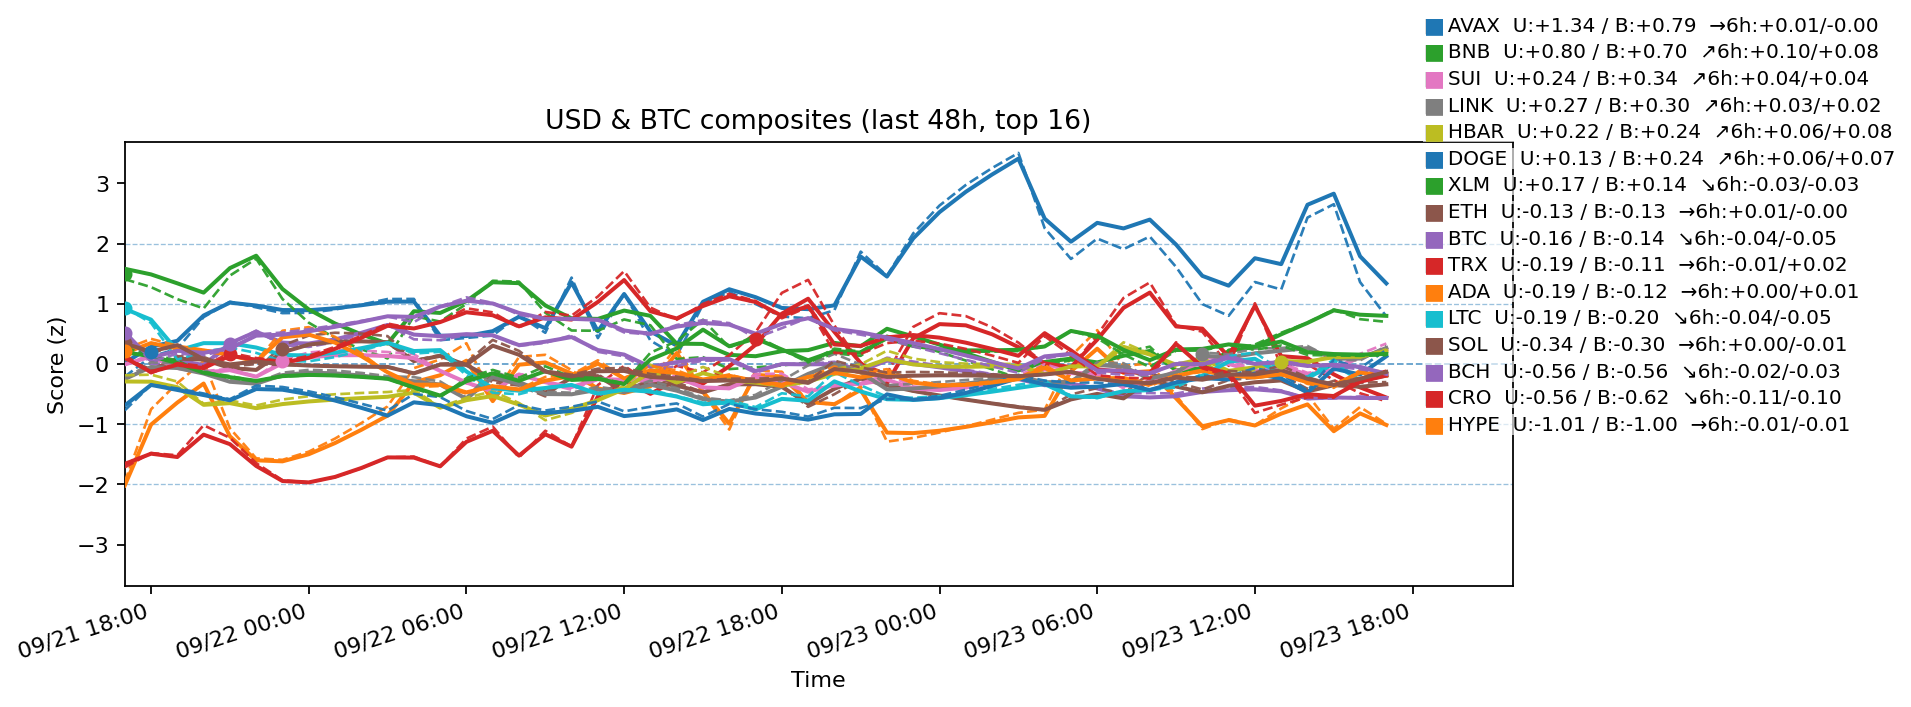 AVAX  U:+1.34 / B:+0.79  →6h:+0.01/-0.00
BNB  U:+0.80 / B:+0.70  ↗6h:+0.10/+0.08
SUI  U:+0.24 / B:+0.34  ↗6h:+0.04/+0.04
LINK  U:+0.27 / B:+0.30  ↗6h:+0.03/+0.02
HBAR  U:+0.22 / B:+0.24  ↗6h:+0.06/+0.08
DOGE  U:+0.13 / B:+0.24  ↗6h:+0.06/+0.07
XLM  U:+0.17 / B:+0.14  ↘6h:-0.03/-0.03
ETH  U:-0.13 / B:-0.13  →6h:+0.01/-0.00
BTC  U:-0.16 / B:-0.14  ↘6h:-0.04/-0.05
TRX  U:-0.19 / B:-0.11  →6h:-0.01/+0.02
ADA  U:-0.19 / B:-0.12  →6h:+0.00/+0.01
LTC  U:-0.19 / B:-0.20  ↘6h:-0.04/-0.05
SOL  U:-0.34 / B:-0.30  →6h:+0.00/-0.01
BCH  U:-0.56 / B:-0.56  ↘6h:-0.02/-0.03
CRO  U:-0.56 / B:-0.62  ↘6h:-0.11/-0.10
HYPE  U:-1.01 / B:-1.00  →6h:-0.01/-0.01
USD & BTC composites (last 48h, top 16)
Score (z)
3
2
1
0
−1
−2
−3
09/21 18:00
09/22 00:00
09/22 06:00
09/22 12:00
09/22 18:00
09/23 00:00
09/23 06:00
09/23 12:00
09/23 18:00
Time